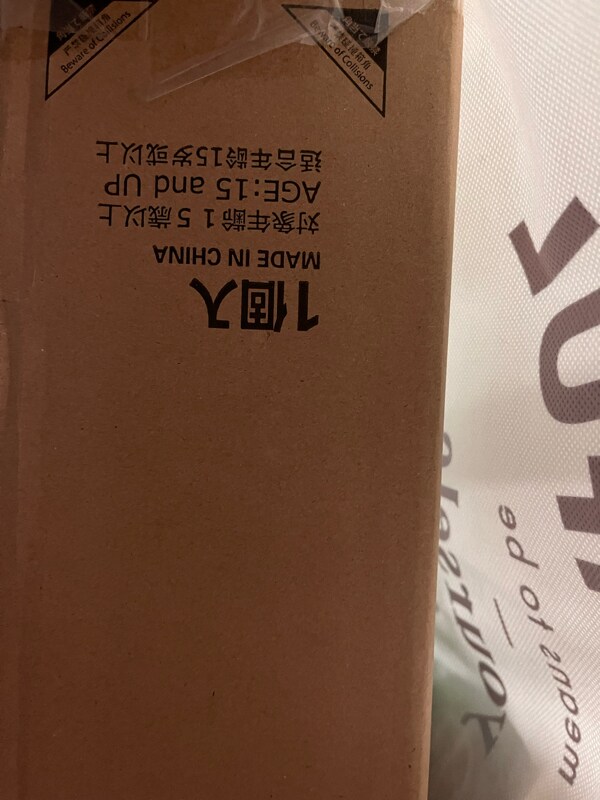 1個入
MADE IN CHINA
対象年齢15歳以上
AGE:15 and UP
适合年龄15岁或以上
Beware of Collisions
Beware of Collisions
means to be